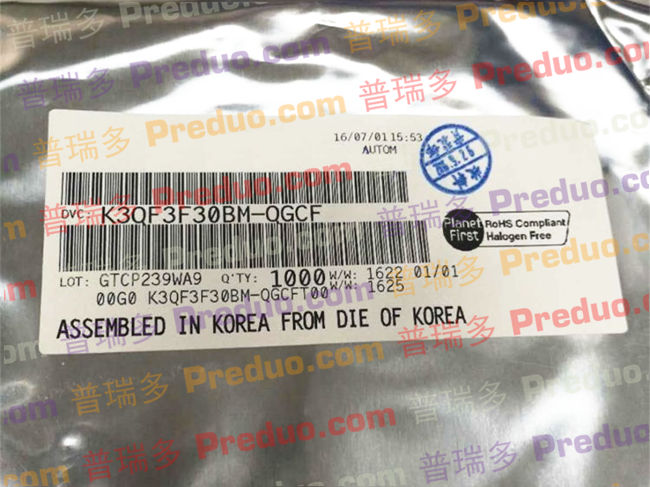 16/07/01 15:53
AUTOM
DVC: K3QF3F30BM-QGCF
Planet First
RoHS Compliant
Halogen Free
LOT: GTCP239WA9 Q'TY: 1000 W/W: 1622 01/01
00G0 K3QF3F30BM-QGCFT00 W/W: 1625
ASSEMBLED IN KOREA FROM DIE OF KOREA
普瑞多 Preduo.com